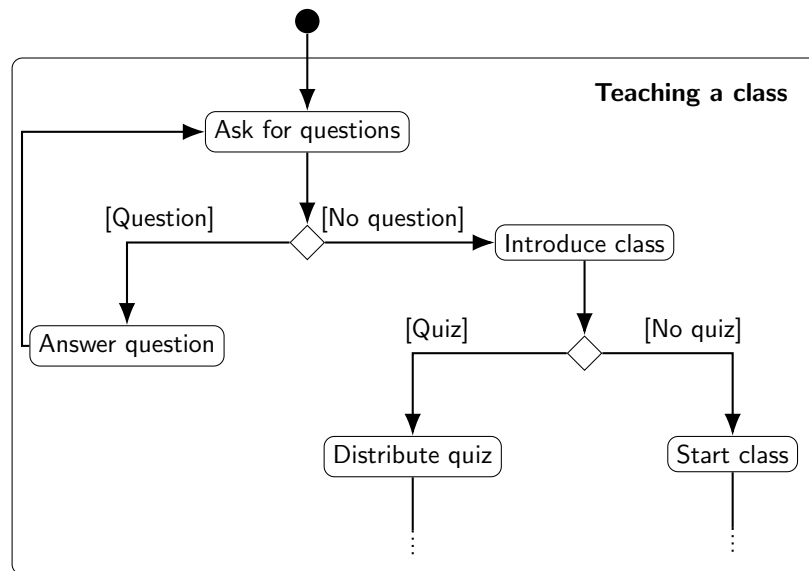 Teaching a class
Ask for questions
[Question]
[No question]
Introduce class
Answer question
[Quiz]
[No quiz]
Distribute quiz
Start class